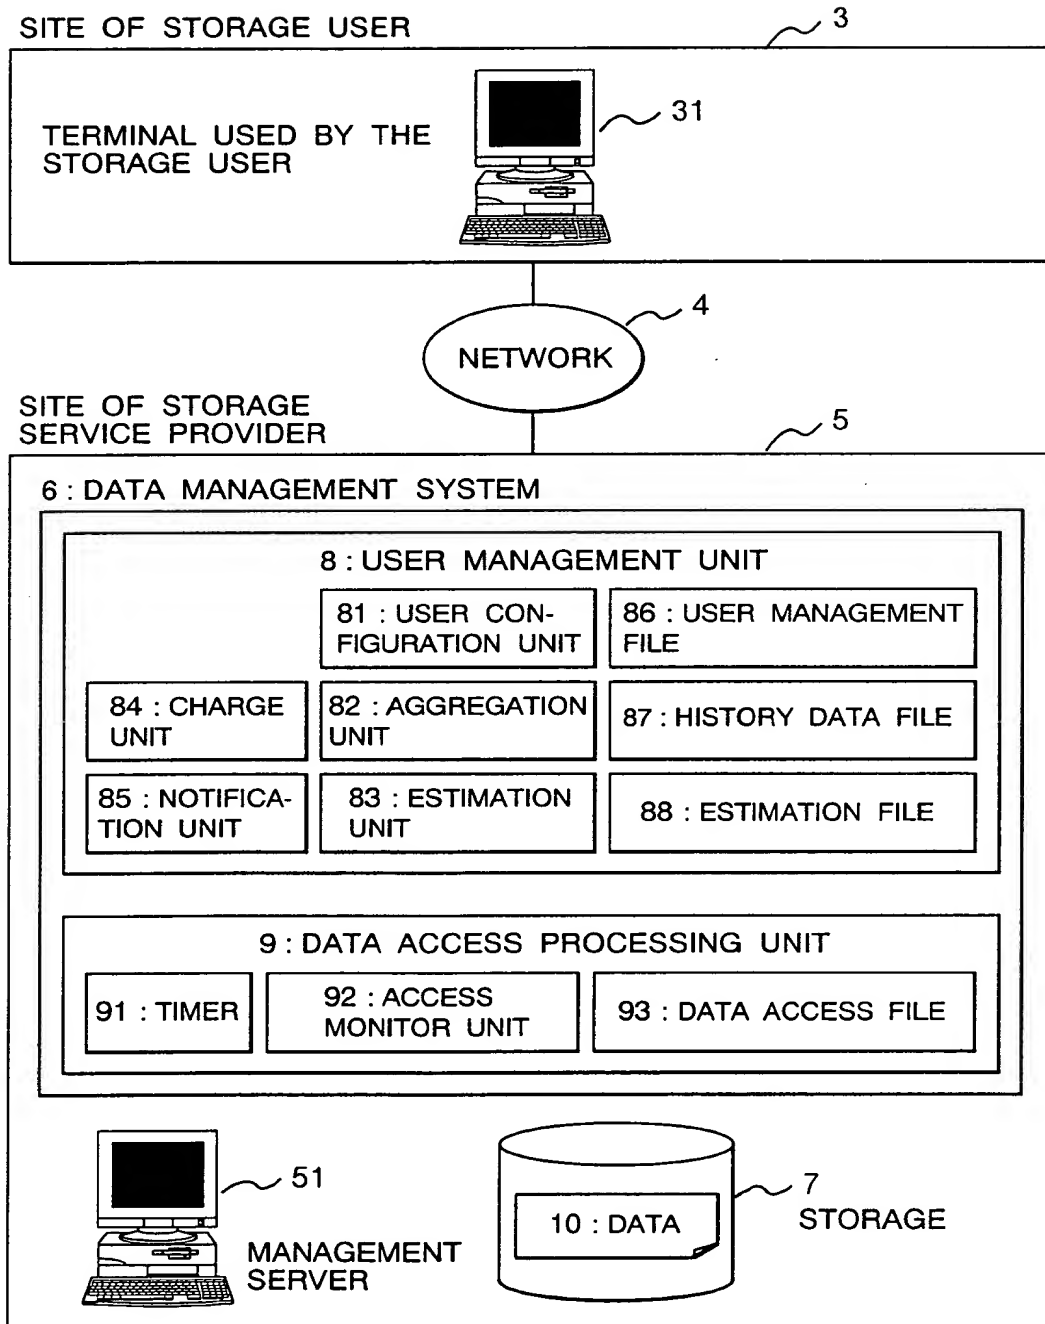 SITE OF STORAGE USER
3
TERMINAL USED BY THE
STORAGE USER
31
4
NETWORK
SITE OF STORAGE
SERVICE PROVIDER
5
6 : DATA MANAGEMENT SYSTEM
8 : USER MANAGEMENT UNIT
81 : USER CON-
FIGURATION UNIT
86 : USER MANAGEMENT
FILE
84 : CHARGE
UNIT
82 : AGGREGATION
UNIT
87 : HISTORY DATA FILE
85 : NOTIFICA-
TION UNIT
83 : ESTIMATION
UNIT
88 : ESTIMATION FILE
9 : DATA ACCESS PROCESSING UNIT
91 : TIMER
92 : ACCESS
MONITOR UNIT
93 : DATA ACCESS FILE
51
MANAGEMENT
SERVER
10 : DATA
7
STORAGE